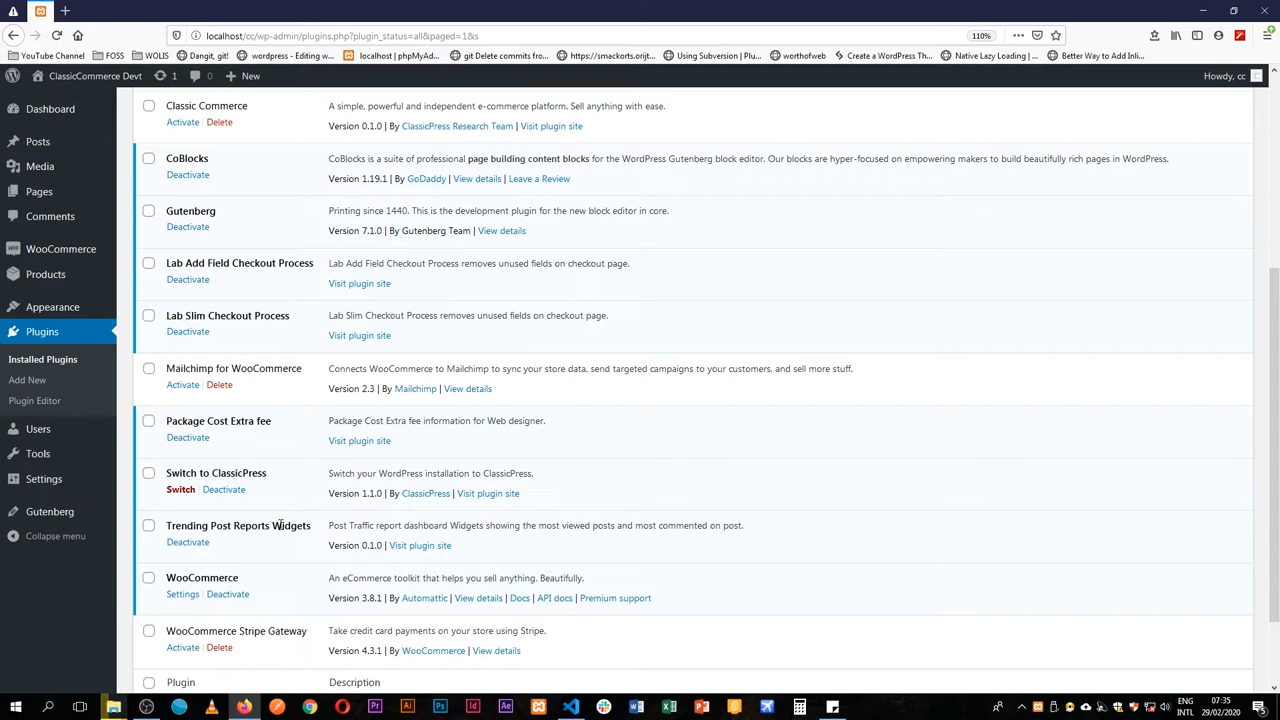 localhost/cc/wp-admin/plugins.php?plugin_status=all&paged=1&s
110%
YouTube Channel
FOSS
WOLIS
Dangit, git!
wordpress - Editing w...
localhost | phpMyAd...
git Delete commits fro...
https://smackorts.orijt...
Using Subversion | Plu...
worthofweb
Create a WordPress Th...
Native Lazy Loading | ...
Better Way to Add Inli...
ClassicCommerce Devt
1
0
New
Howdy, cc
Dashboard
Posts
Media
Pages
Comments
WooCommerce
Products
Appearance
Plugins
Installed Plugins
Add New
Plugin Editor
Users
Tools
Settings
Gutenberg
Collapse menu
Classic Commerce
A simple, powerful and independent e-commerce platform. Sell anything with ease.
Activate | Delete
Version 0.1.0 | By ClassicPress Research Team | Visit plugin site
CoBlocks
CoBlocks is a suite of professional page building content blocks for the WordPress Gutenberg block editor. Our blocks are hyper-focused on empowering makers to build beautifully rich pages in WordPress.
Deactivate
Version 1.19.1 | By GoDaddy | View details | Leave a Review
Gutenberg
Printing since 1440. This is the development plugin for the new block editor in core.
Deactivate
Version 7.1.0 | By Gutenberg Team | View details
Lab Add Field Checkout Process
Lab Add Field Checkout Process removes unused fields on checkout page.
Deactivate
Visit plugin site
Lab Slim Checkout Process
Lab Slim Checkout Process removes unused fields on checkout page.
Deactivate
Visit plugin site
Mailchimp for WooCommerce
Connects WooCommerce to Mailchimp to sync your store data, send targeted campaigns to your customers, and sell more stuff.
Activate | Delete
Version 2.3 | By Mailchimp | View details
Package Cost Extra fee
Package Cost Extra fee information for Web designer.
Deactivate
Visit plugin site
Switch to ClassicPress
Switch your WordPress installation to ClassicPress.
Switch | Deactivate
Version 1.1.0 | By ClassicPress | Visit plugin site
Trending Post Reports Widgets
Post Traffic report dashboard Widgets showing the most viewed posts and most commented on post.
Deactivate
Version 0.1.0 | Visit plugin site
WooCommerce
An eCommerce toolkit that helps you sell anything. Beautifully.
Settings | Deactivate
Version 3.8.1 | By Automattic | View details | Docs | API docs | Premium support
WooCommerce Stripe Gateway
Take credit card payments on your store using Stripe.
Activate | Delete
Version 4.3.1 | By WooCommerce | View details
Plugin
Description
ENG
INTL
07:35
29/02/2020